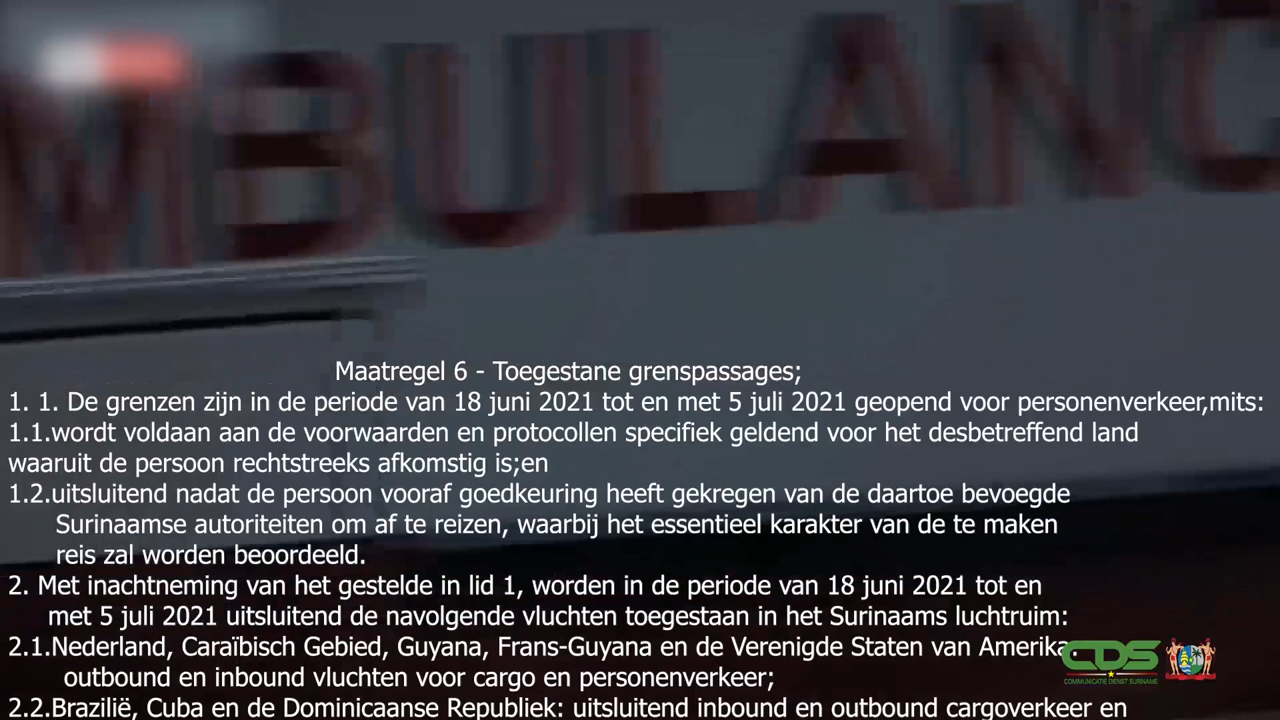 MBULANC
Maatregel 6 - Toegestane grenspassages;
1. 1. De grenzen zijn in de periode van 18 juni 2021 tot en met 5 juli 2021 geopend voor personenverkeer,mits:
1.1.wordt voldaan aan de voorwaarden en protocollen specifiek geldend voor het desbetreffend land
waaruit de persoon rechtstreeks afkomstig is;en
1.2.uitsluitend nadat de persoon vooraf goedkeuring heeft gekregen van de daartoe bevoegde
Surinaamse autoriteiten om af te reizen, waarbij het essentieel karakter van de te maken
reis zal worden beoordeeld.
2. Met inachtneming van het gestelde in lid 1, worden in de periode van 18 juni 2021 tot en
met 5 juli 2021 uitsluitend de navolgende vluchten toegestaan in het Surinaams luchtruim:
2.1.Nederland, Caraïbisch Gebied, Guyana, Frans-Guyana en de Verenigde Staten van Amerika:
outbound en inbound vluchten voor cargo en personenverkeer;
CDS
COMMUNICATIE DIENST SURINAME
2.2.Brazilië, Cuba en de Dominicaanse Republiek: uitsluitend inbound en outbound cargoverkeer en